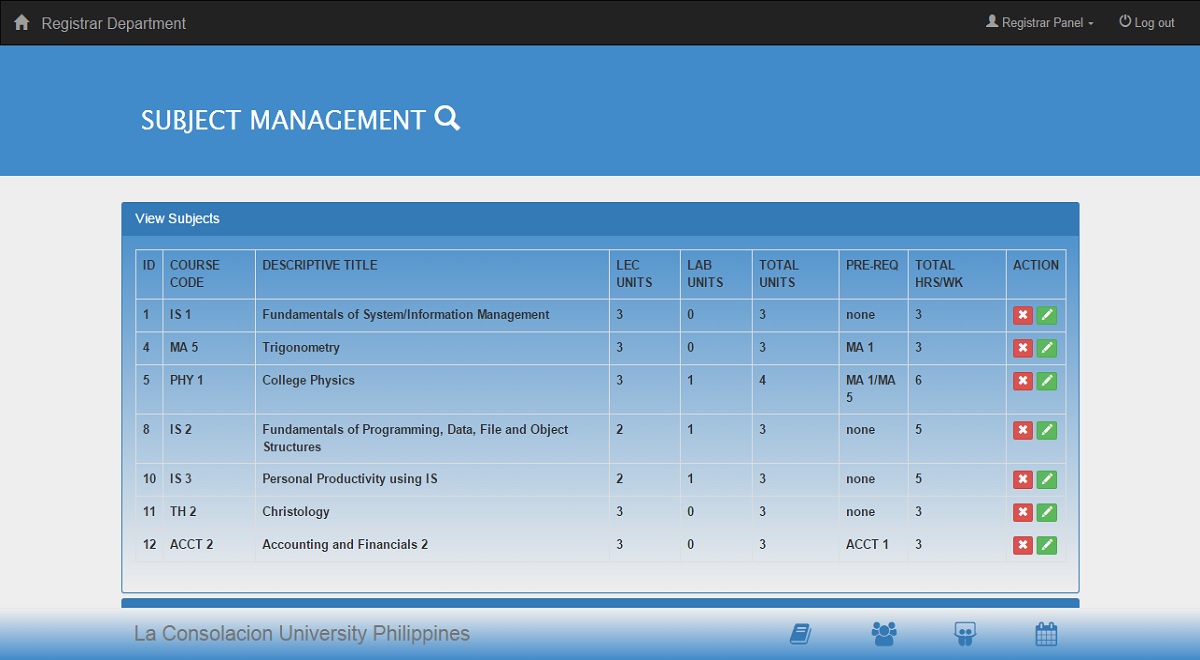 Registrar Department
Registrar Panel
Log out
SUBJECT MANAGEMENT
View Subjects
ID COURSE CODE DESCRIPTIVE TITLE LEC UNITS LAB UNITS TOTAL UNITS PRE-REQ TOTAL HRS/WK ACTION
1 IS 1 Fundamentals of System/Information Management 3 0 3 none 3
4 MA 5 Trigonometry 3 0 3 MA 1 3
5 PHY 1 College Physics 3 1 4 MA 1/MA 5 6
8 IS 2 Fundamentals of Programming, Data, File and Object Structures 2 1 3 none 5
10 IS 3 Personal Productivity using IS 2 1 3 none 5
11 TH 2 Christology 3 0 3 none 3
12 ACCT 2 Accounting and Financials 2 3 0 3 ACCT 1 3
La Consolacion University Philippines